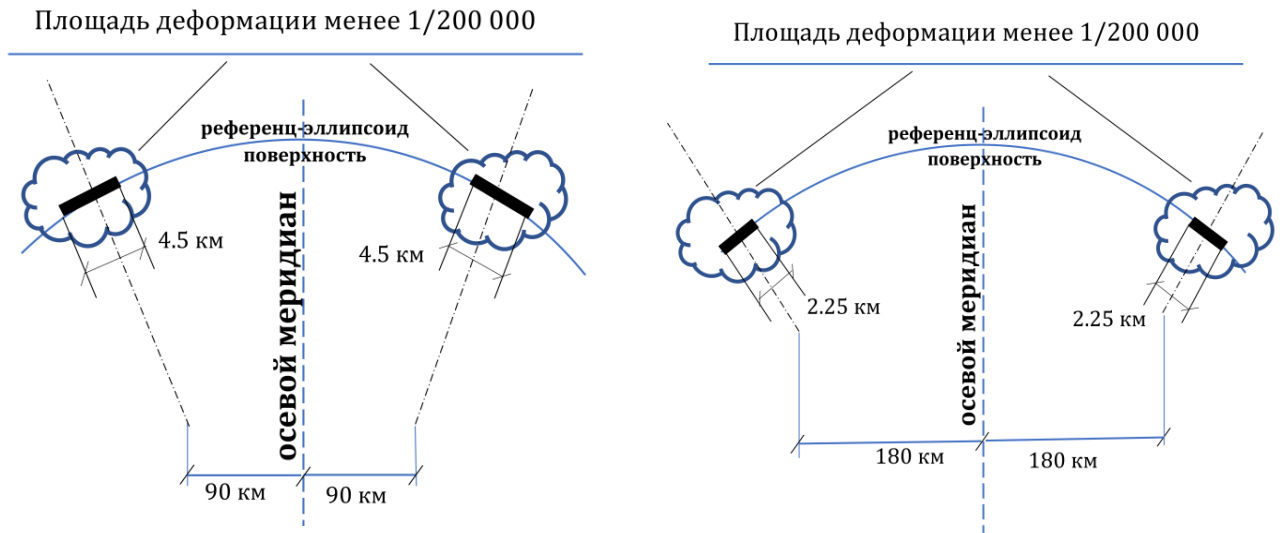 Площадь деформации менее 1/200 000
референц-эллипсоид
поверхность
4.5 км
4.5 км
осевой меридиан
90 км
90 км
Площадь деформации менее 1/200 000
референц-эллипсоид
поверхность
2.25 км
2.25 км
осевой меридиан
180 км
180 км